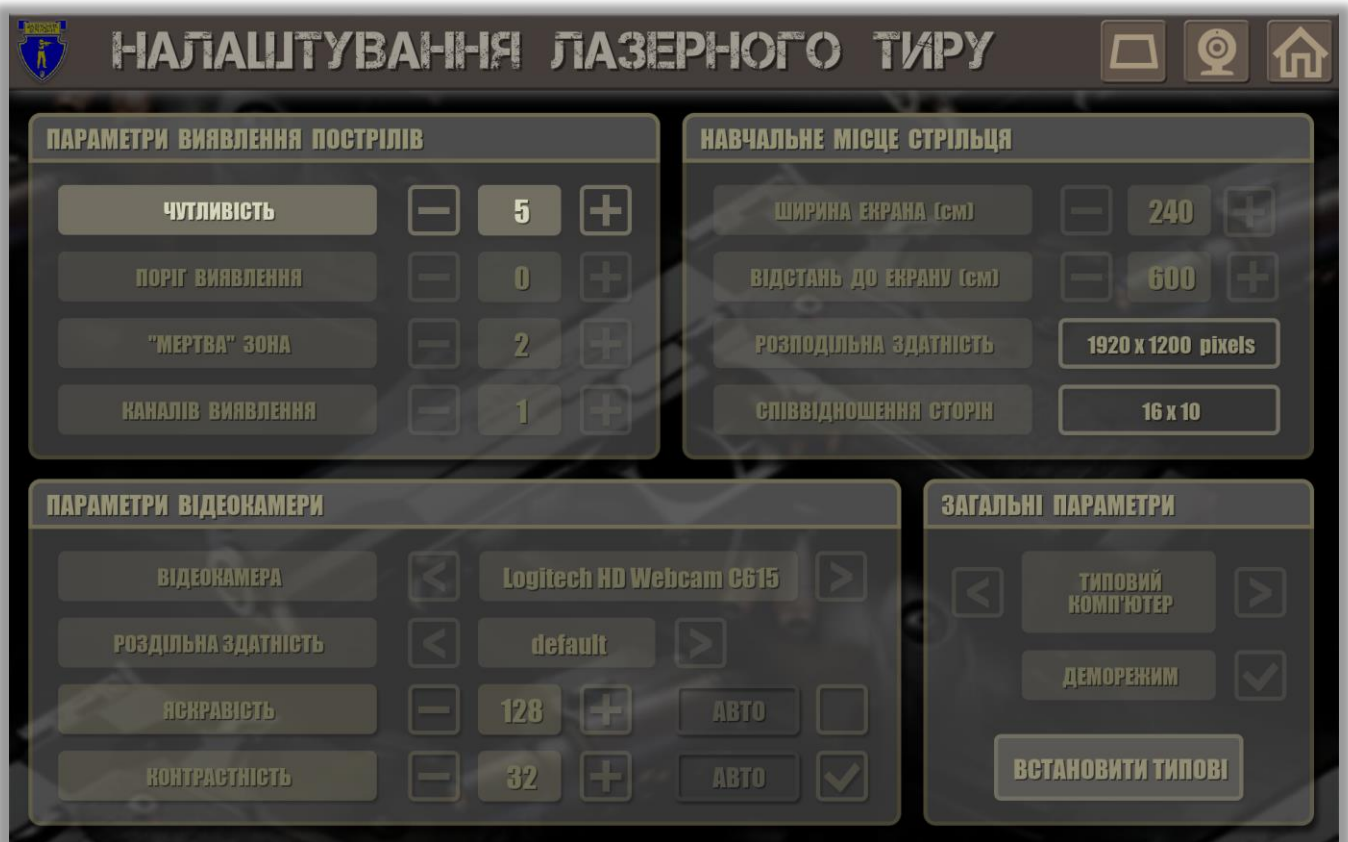 НАЛАШТУВАННЯ ЛАЗЕРНОГО ТИРУ
ПАРАМЕТРИ ВИЯВЛЕННЯ ПОСТРІЛІВ
ЧУТЛИВІСТЬ 5
ПОРІГ ВИЯВЛЕННЯ 0
"МЕРТВА" ЗОНА 2
КАНАЛІВ ВИЯВЛЕННЯ 1
НАВЧАЛЬНЕ МІСЦЕ СТРІЛЬЦЯ
ШИРИНА ЕКРАНА (см) 240
ВІДСТАНЬ ДО ЕКРАНУ (см) 600
РОЗПОДІЛЬНА ЗДАТНІСТЬ 1920 x 1200 pixels
СПІВВІДНОШЕННЯ СТОРІН 16 x 10
ПАРАМЕТРИ ВІДЕОКАМЕРИ
ВІДЕОКАМЕРА < Logitech HD Webcam C615 >
РОЗДІЛЬНА ЗДАТНІСТЬ < default >
ЯСКРАВІСТЬ 128 АВТО
КОНТРАСТНІСТЬ 32 АВТО
ЗАГАЛЬНІ ПАРАМЕТРИ
< ТИПОВИЙ >
КОМП'ЮТЕР
ДЕМОРЕЖИМ
ВСТАНОВИТИ ТИПОВІ